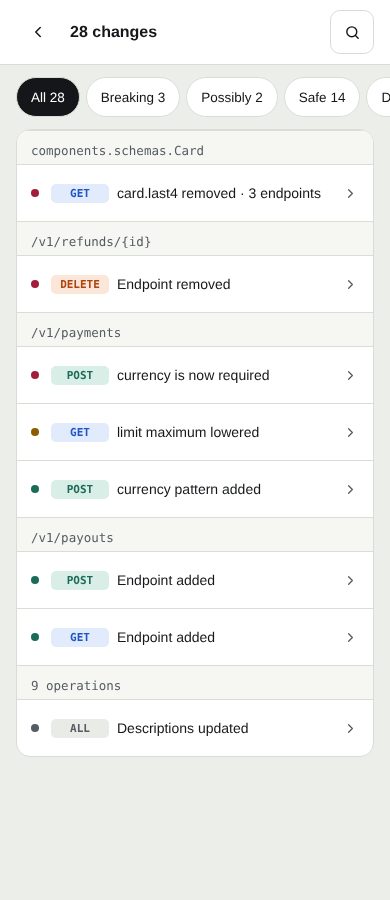 28 changes
All 28
Breaking 3
Possibly 2
Safe 14
D
components.schemas.Card
GET card.last4 removed · 3 endpoints
/v1/refunds/{id}
DELETE Endpoint removed
/v1/payments
POST currency is now required
GET limit maximum lowered
POST currency pattern added
/v1/payouts
POST Endpoint added
GET Endpoint added
9 operations
ALL Descriptions updated